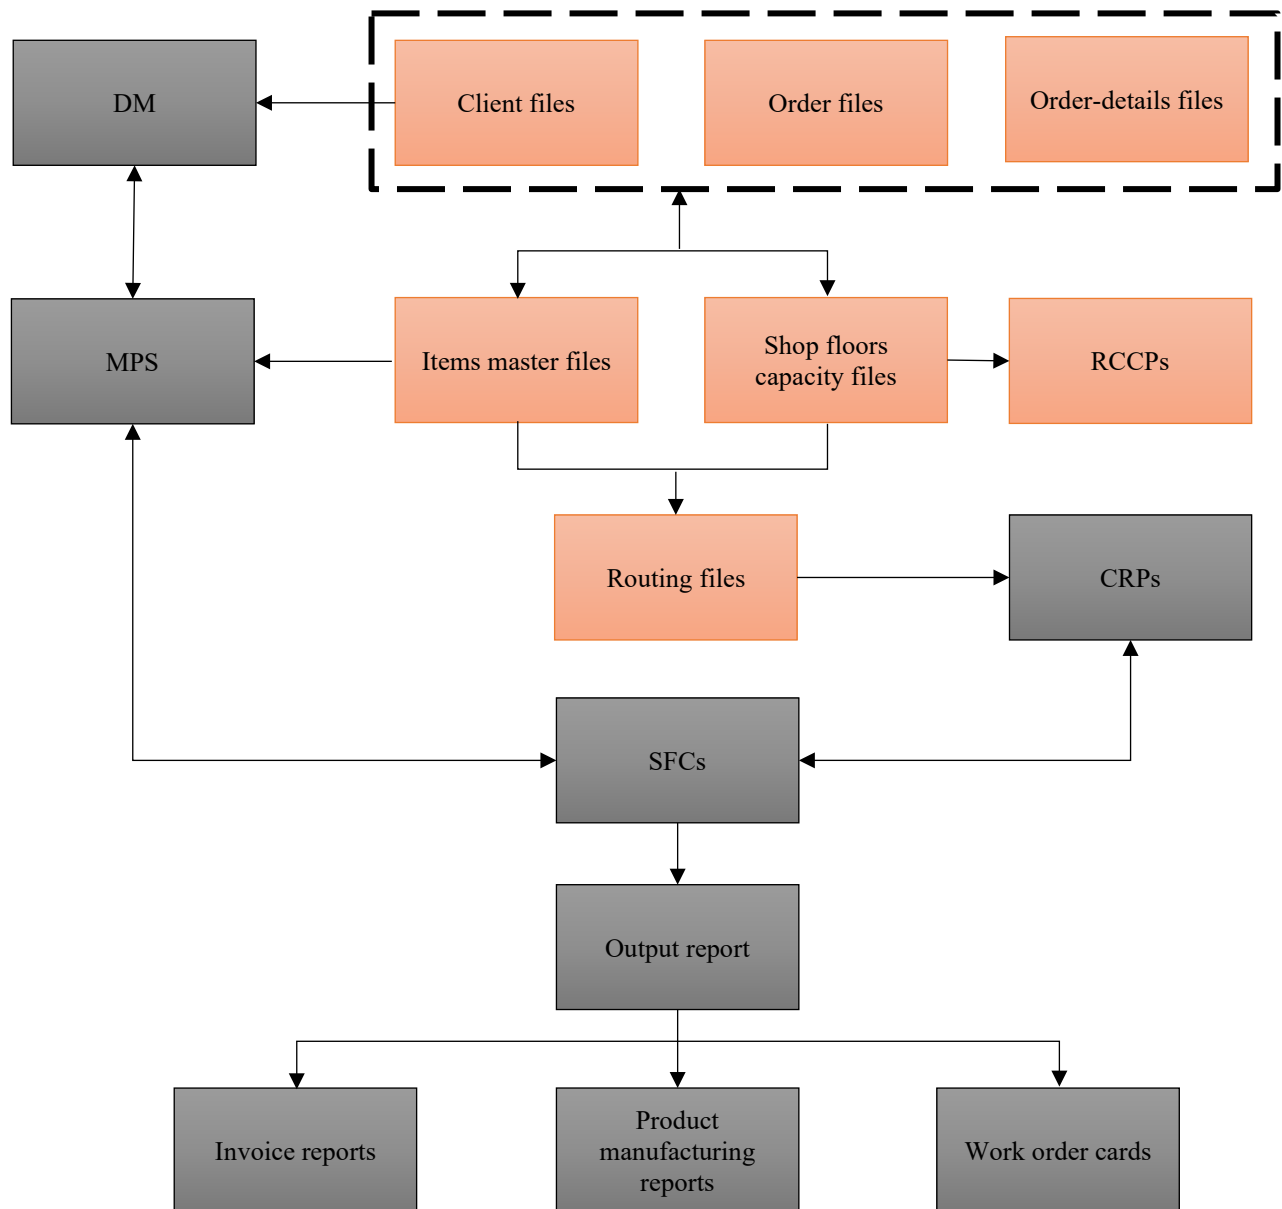 DM
Client files
Order files
Order-details files
MPS
Items master files
Shop floors
capacity files
RCCPs
Routing files
CRPs
SFCs
Output report
Invoice reports
Product
manufacturing
reports
Work order cards